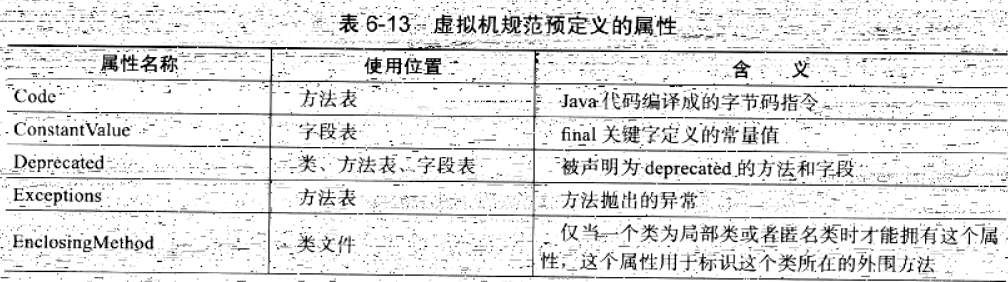 表 6-13 虚拟机规范预定义的属性
属性名称 使用位置 含 义
Code 方法表 Java 代码编译成的字节码指令
ConstantValue 字段表 final 关键字定义的常量值
Deprecated 类、方法表、字段表 被声明为 deprecated 的方法和字段
Exceptions 方法表 方法抛出的异常
EnclosingMethod 类文件 仅当一个类为局部类或者匿名类时才能拥有这个属
性，这个属性用于标识这个类所在的外围方法